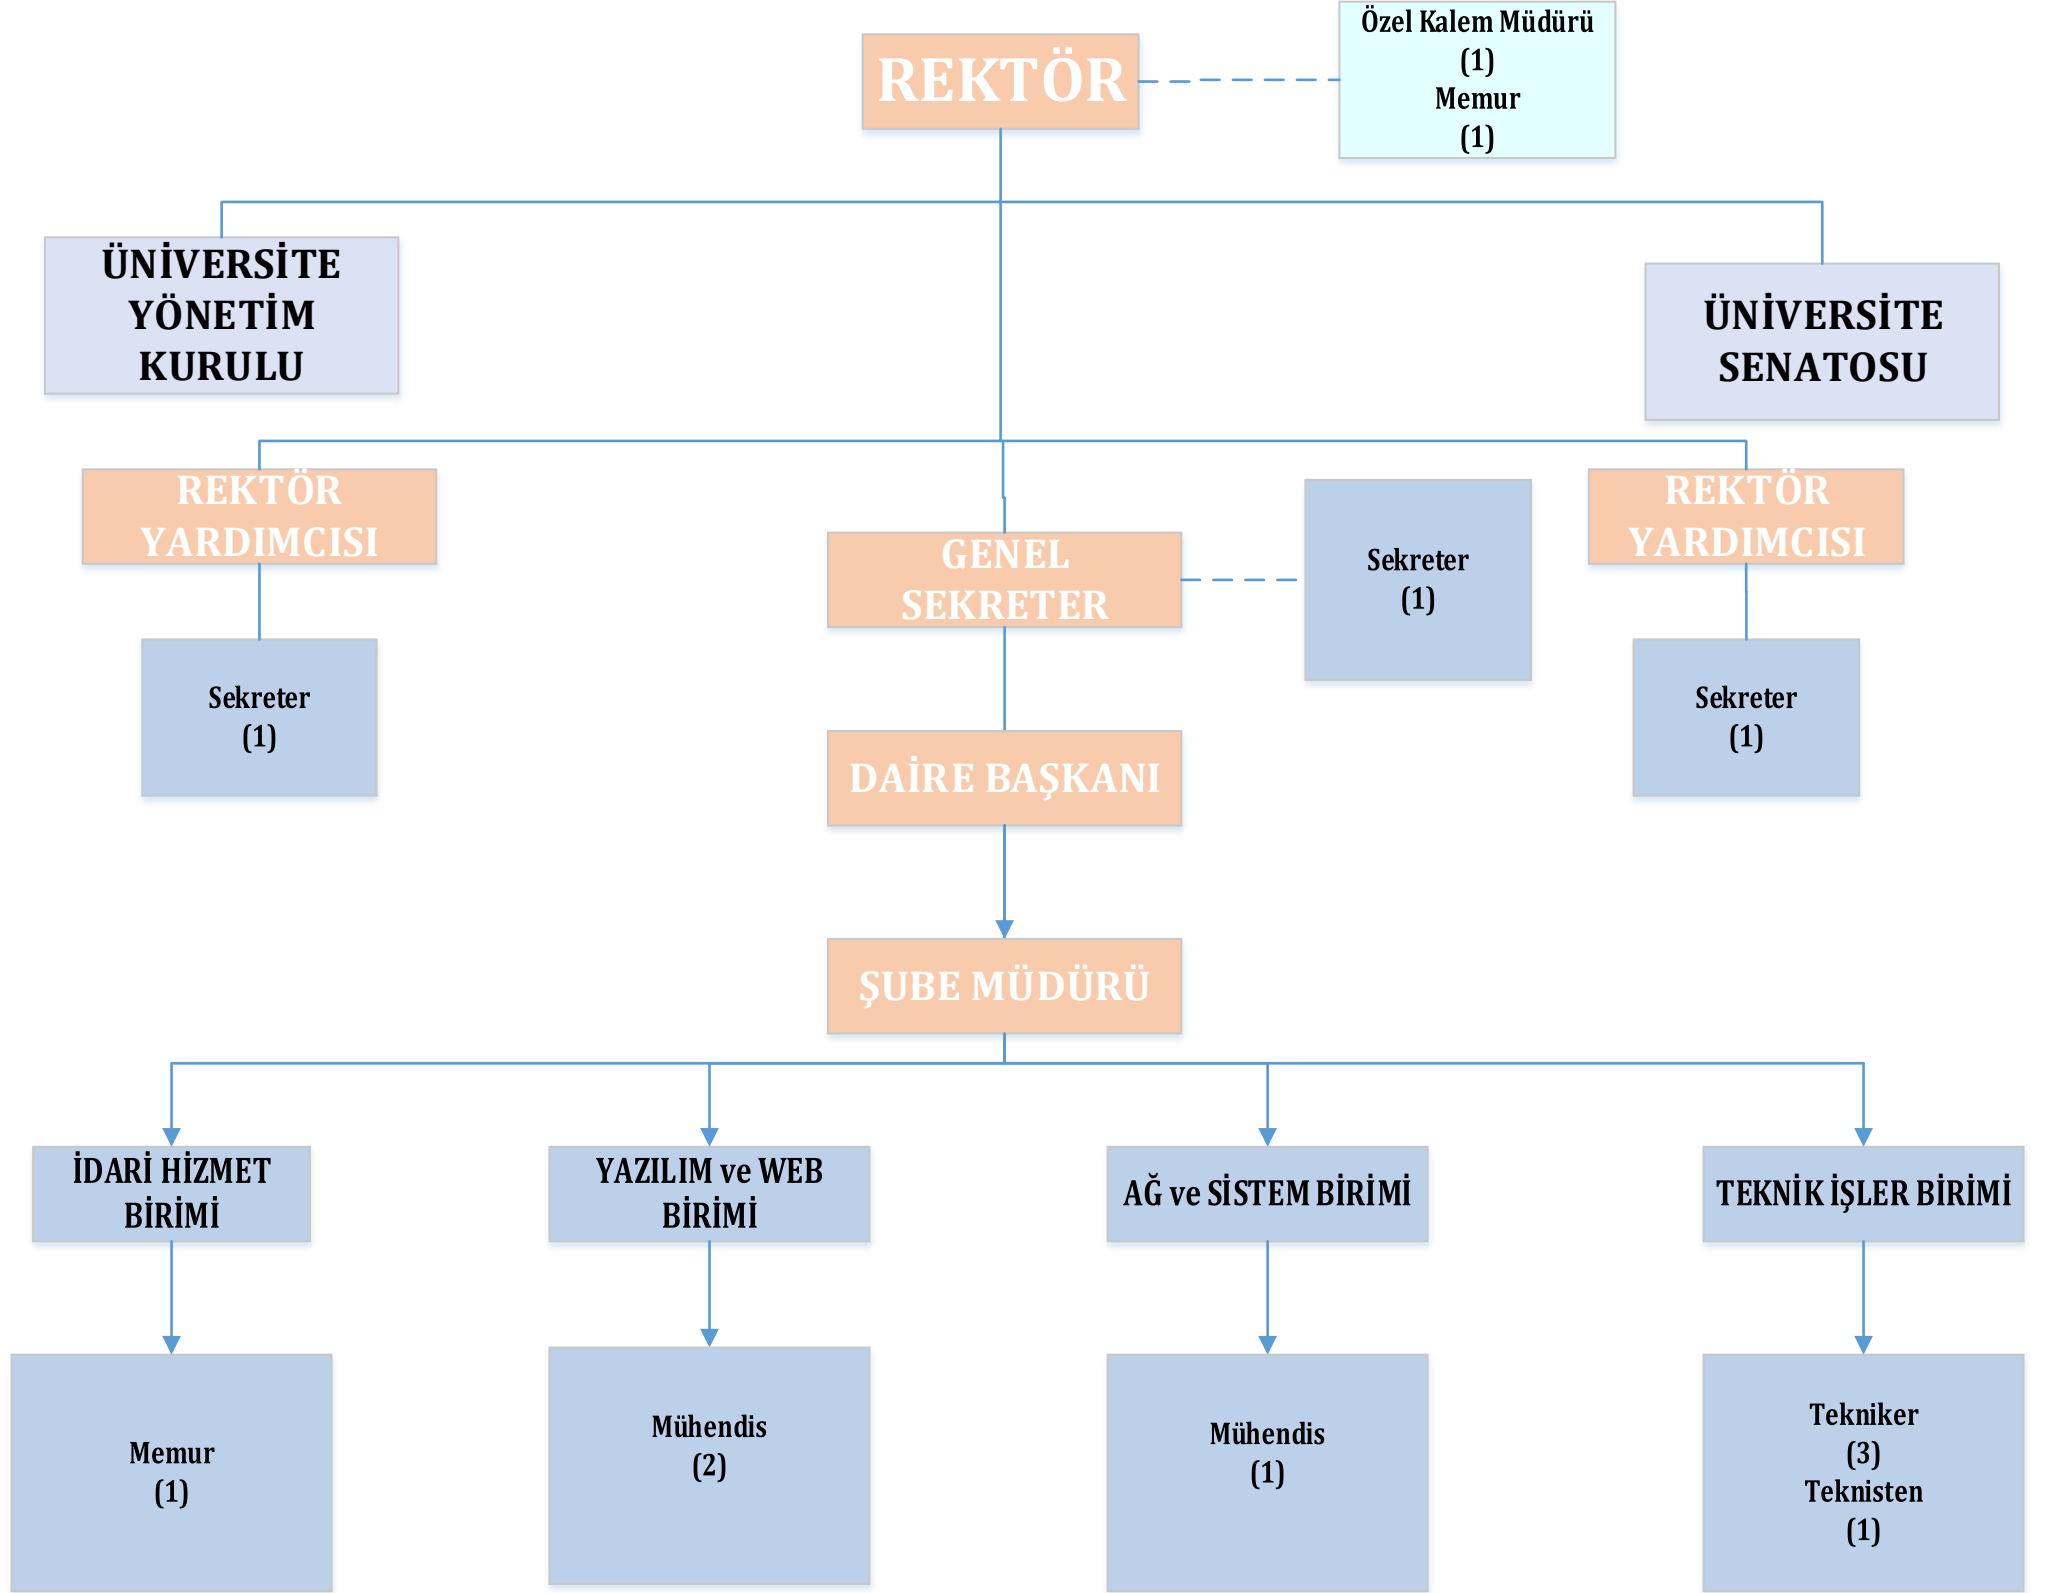 REKTÖR
Özel Kalem Müdürü
(1)
Memur
(1)
ÜNİVERSİTE
YÖNETİM
KURULU
ÜNİVERSİTE
SENATOSU
REKTÖR
YARDIMCISI
GENEL
SEKRETER
Sekreter
(1)
REKTÖR
YARDIMCISI
Sekreter
(1)
Sekreter
(1)
DAİRE BAŞKANI
ŞUBE MÜDÜRÜ
İDARİ HİZMET
BİRİMİ
YAZILIM ve WEB
BİRİMİ
AĞ ve SİSTEM BİRİMİ
TEKNİK İŞLER BİRİMİ
Memur
(1)
Mühendis
(2)
Mühendis
(1)
Tekniker
(3)
Teknisten
(1)